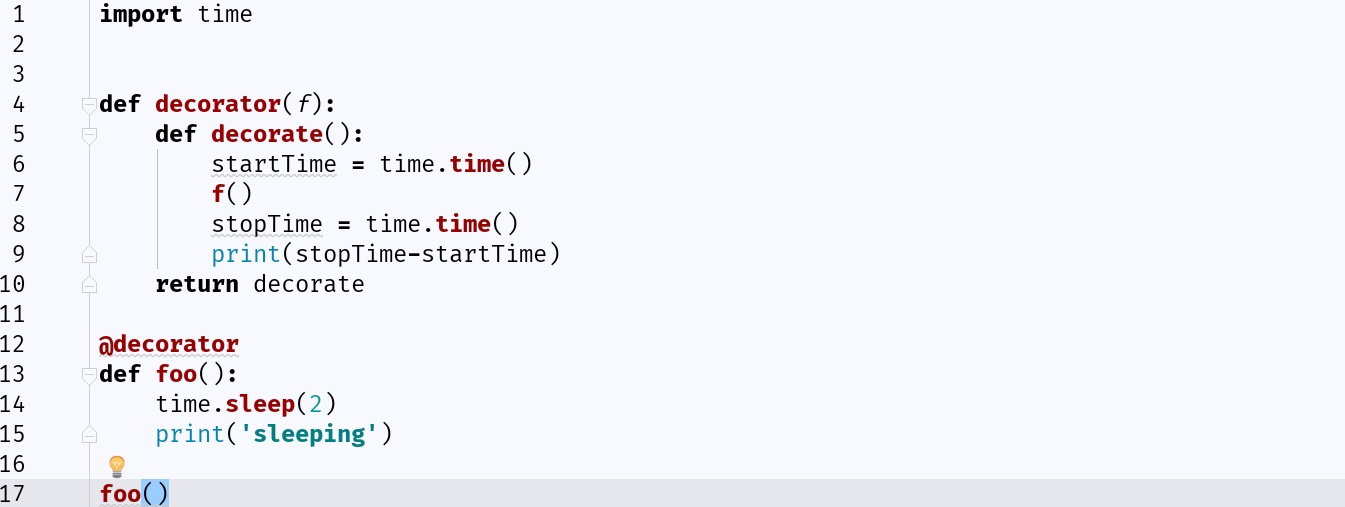 1 import time
2
3
4 def decorator(f):
5     def decorate():
6         startTime = time.time()
7         f()
8         stopTime = time.time()
9         print(stopTime-startTime)
10     return decorate
11
12 @decorator
13 def foo():
14     time.sleep(2)
15     print('sleeping')
16
17 foo()